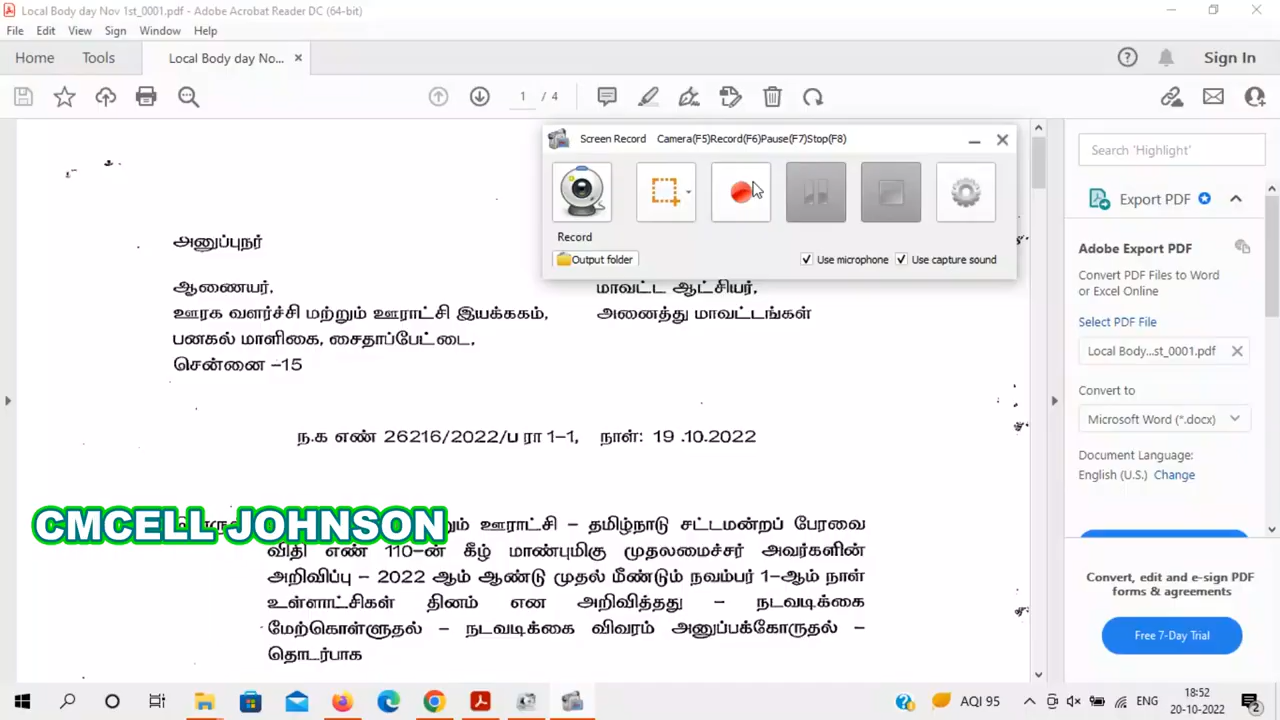 Local Body day Nov 1st_0001.pdf - Adobe Acrobat Reader DC (64-bit)
File Edit View Sign Window Help
Home Tools Local Body day No... × Sign In
1 / 4
Screen Record Camera(F5)Record(F6)Pause(F7)Stop(F8)
Record
Output folder Use microphone Use capture sound
அனுப்புநர்
ஆணையர், மாவட்ட ஆட்சியர்,
ஊரக வளர்ச்சி மற்றும் ஊராட்சி இயக்ககம், அனைத்து மாவட்டங்கள்
பனகல் மாளிகை, சைதாப்பேட்டை,
சென்னை –15
ந.க எண் 26216/2022/ப ரா 1–1, நாள்: 19 .10.2022
CMCELL JOHNSON
ஊராட்சி – தமிழ்நாடு சட்டமன்றப் பேரவை
விதி எண் 110–ன் கீழ் மாண்புமிகு முதலமைச்சர் அவர்களின்
அறிவிப்பு – 2022 ஆம் ஆண்டு முதல் மீண்டும் நவம்பர் 1–ஆம் நாள்
உள்ளாட்சிகள் தினம் என அறிவித்தது – நடவடிக்கை
மேற்கொள்ளுதல் – நடவடிக்கை விவரம் அனுப்பக்கோருதல் –
தொடர்பாக
Search 'Highlight'
Export PDF
Adobe Export PDF
Convert PDF Files to Word
or Excel Online
Select PDF File
Local Body...st_0001.pdf
Convert to
Microsoft Word (*.docx)
Document Language:
English (U.S.) Change
Convert, edit and e-sign PDF
forms & agreements
Free 7-Day Trial
AQI 95 ENG 18:52
20-10-2022 2